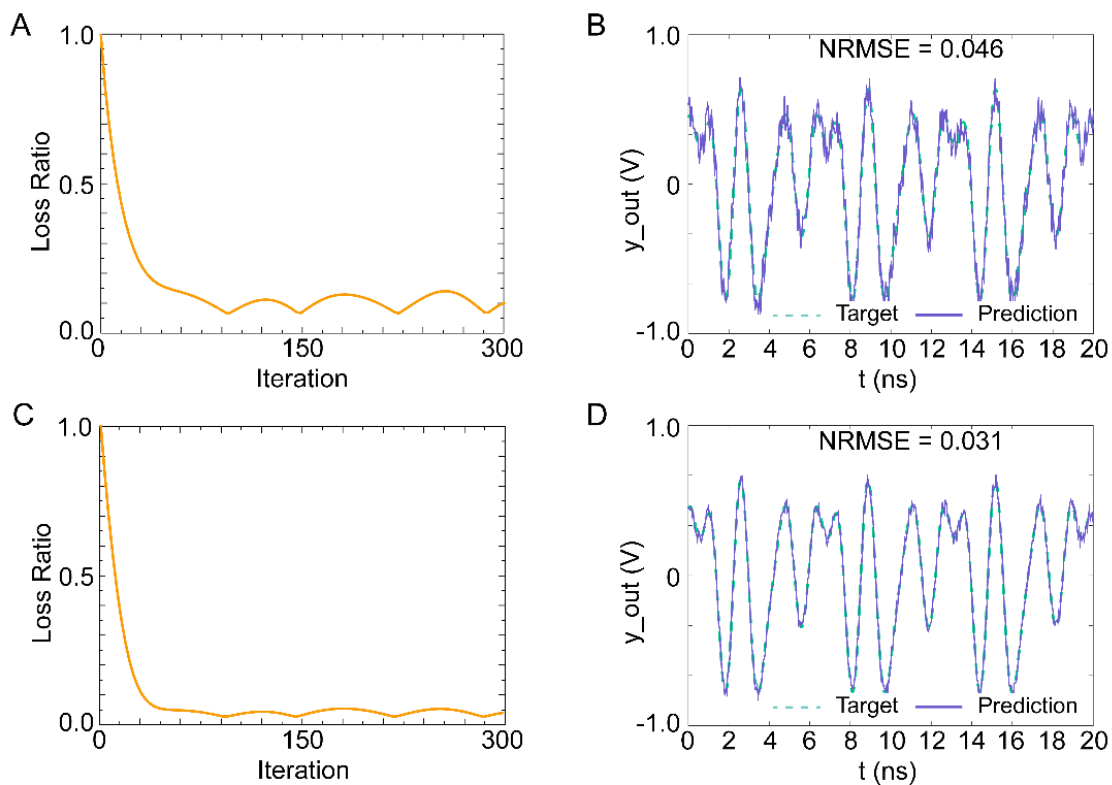 A
1.0
0.5
0.0
Loss Ratio
0
150
300
Iteration
B
1.0
0
-1.0
y_out (V)
NRMSE = 0.046
Target
Prediction
0 2 4 6 8 10 12 14 16 18 20
t (ns)
C
1.0
0.5
0.0
Loss Ratio
0
150
300
Iteration
D
1.0
0
-1.0
y_out (V)
NRMSE = 0.031
Target
Prediction
0 2 4 6 8 10 12 14 16 18 20
t (ns)